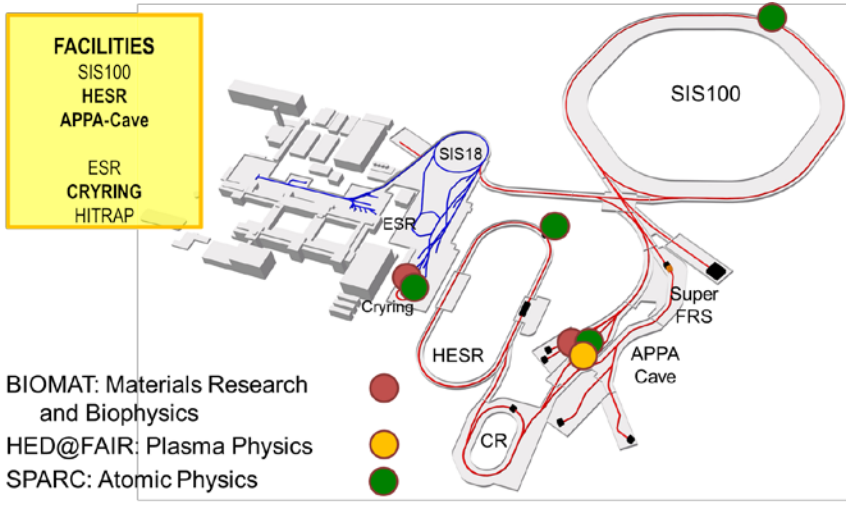 FACILITIES
SIS100
HESR
APPA-Cave
ESR
CRYRING
HITRAP
SIS100
SIS18
ESR
Cryring
HESR
Super
FRS
APPA
Cave
CR
BIOMAT: Materials Research
and Biophysics
HED@FAIR: Plasma Physics
SPARC: Atomic Physics